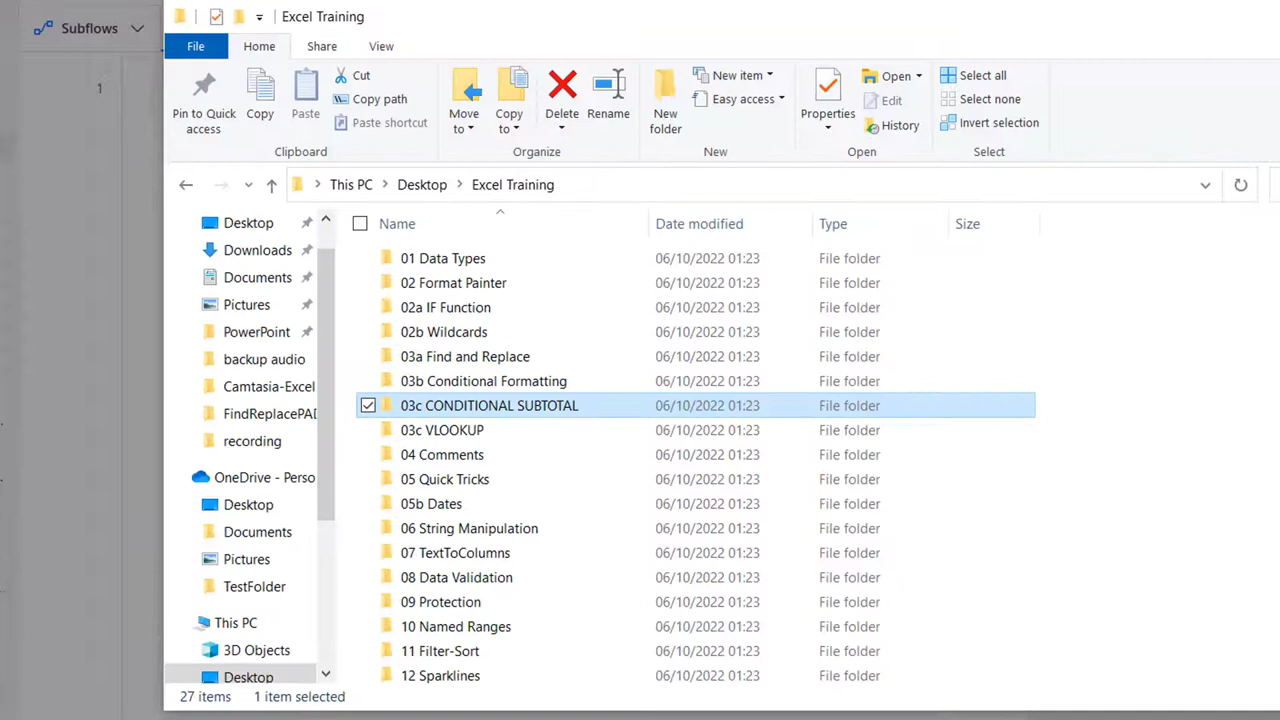 Subflows
1
Excel Training
File Home Share View
Pin to Quick access
Copy
Paste
Cut
Copy path
Paste shortcut
Clipboard
Move to
Copy to
Delete
Rename
Organize
New folder
New item
Easy access
New
Properties
Open
Edit
History
Open
Select all
Select none
Invert selection
Select
This PC Desktop Excel Training
Desktop
Downloads
Documents
Pictures
PowerPoint
backup audio
Camtasia-Excel
FindReplacePAD
recording
OneDrive - Perso
Desktop
Documents
Pictures
TestFolder
This PC
3D Objects
Desktop
Name Date modified Type Size
01 Data Types 06/10/2022 01:23 File folder
02 Format Painter 06/10/2022 01:23 File folder
02a IF Function 06/10/2022 01:23 File folder
02b Wildcards 06/10/2022 01:23 File folder
03a Find and Replace 06/10/2022 01:23 File folder
03b Conditional Formatting 06/10/2022 01:23 File folder
03c CONDITIONAL SUBTOTAL 06/10/2022 01:23 File folder
03c VLOOKUP 06/10/2022 01:23 File folder
04 Comments 06/10/2022 01:23 File folder
05 Quick Tricks 06/10/2022 01:23 File folder
05b Dates 06/10/2022 01:23 File folder
06 String Manipulation 06/10/2022 01:23 File folder
07 TextToColumns 06/10/2022 01:23 File folder
08 Data Validation 06/10/2022 01:23 File folder
09 Protection 06/10/2022 01:23 File folder
10 Named Ranges 06/10/2022 01:23 File folder
11 Filter-Sort 06/10/2022 01:23 File folder
12 Sparklines 06/10/2022 01:23 File folder
27 items 1 item selected